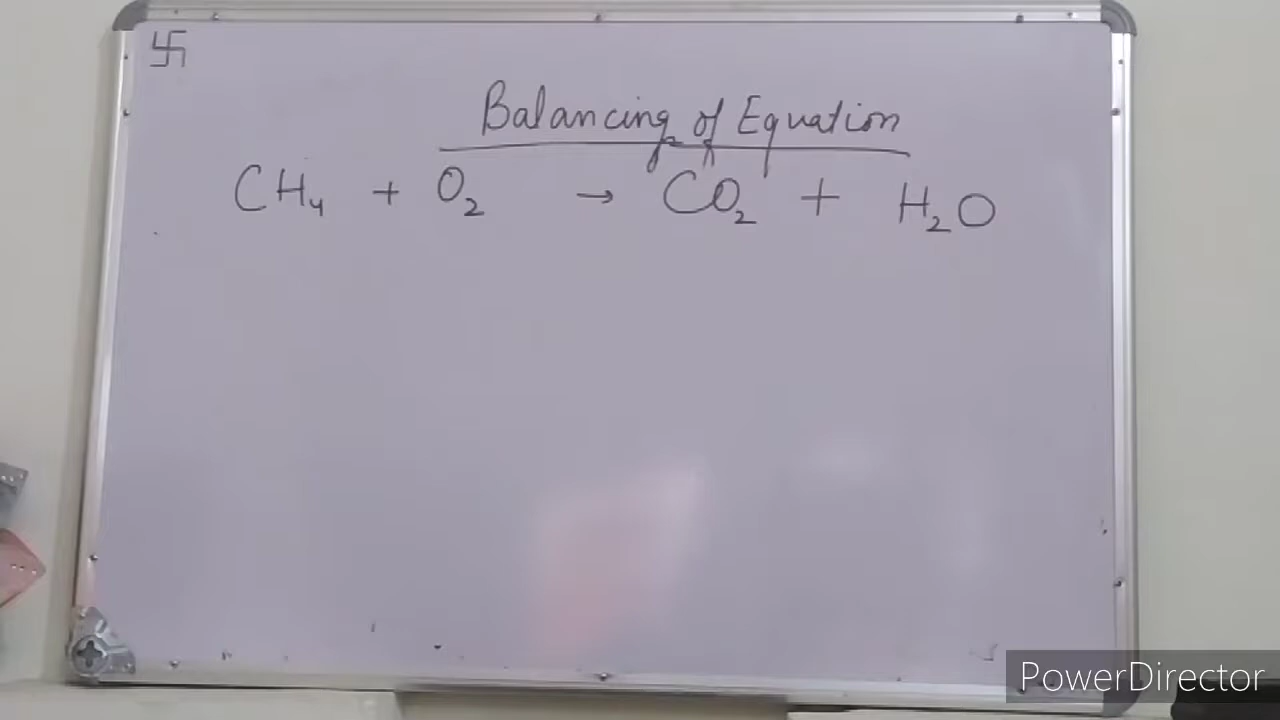 卐
Balancing of Equation
CH₄ + O₂ → CO₂ + H₂O
PowerDirector